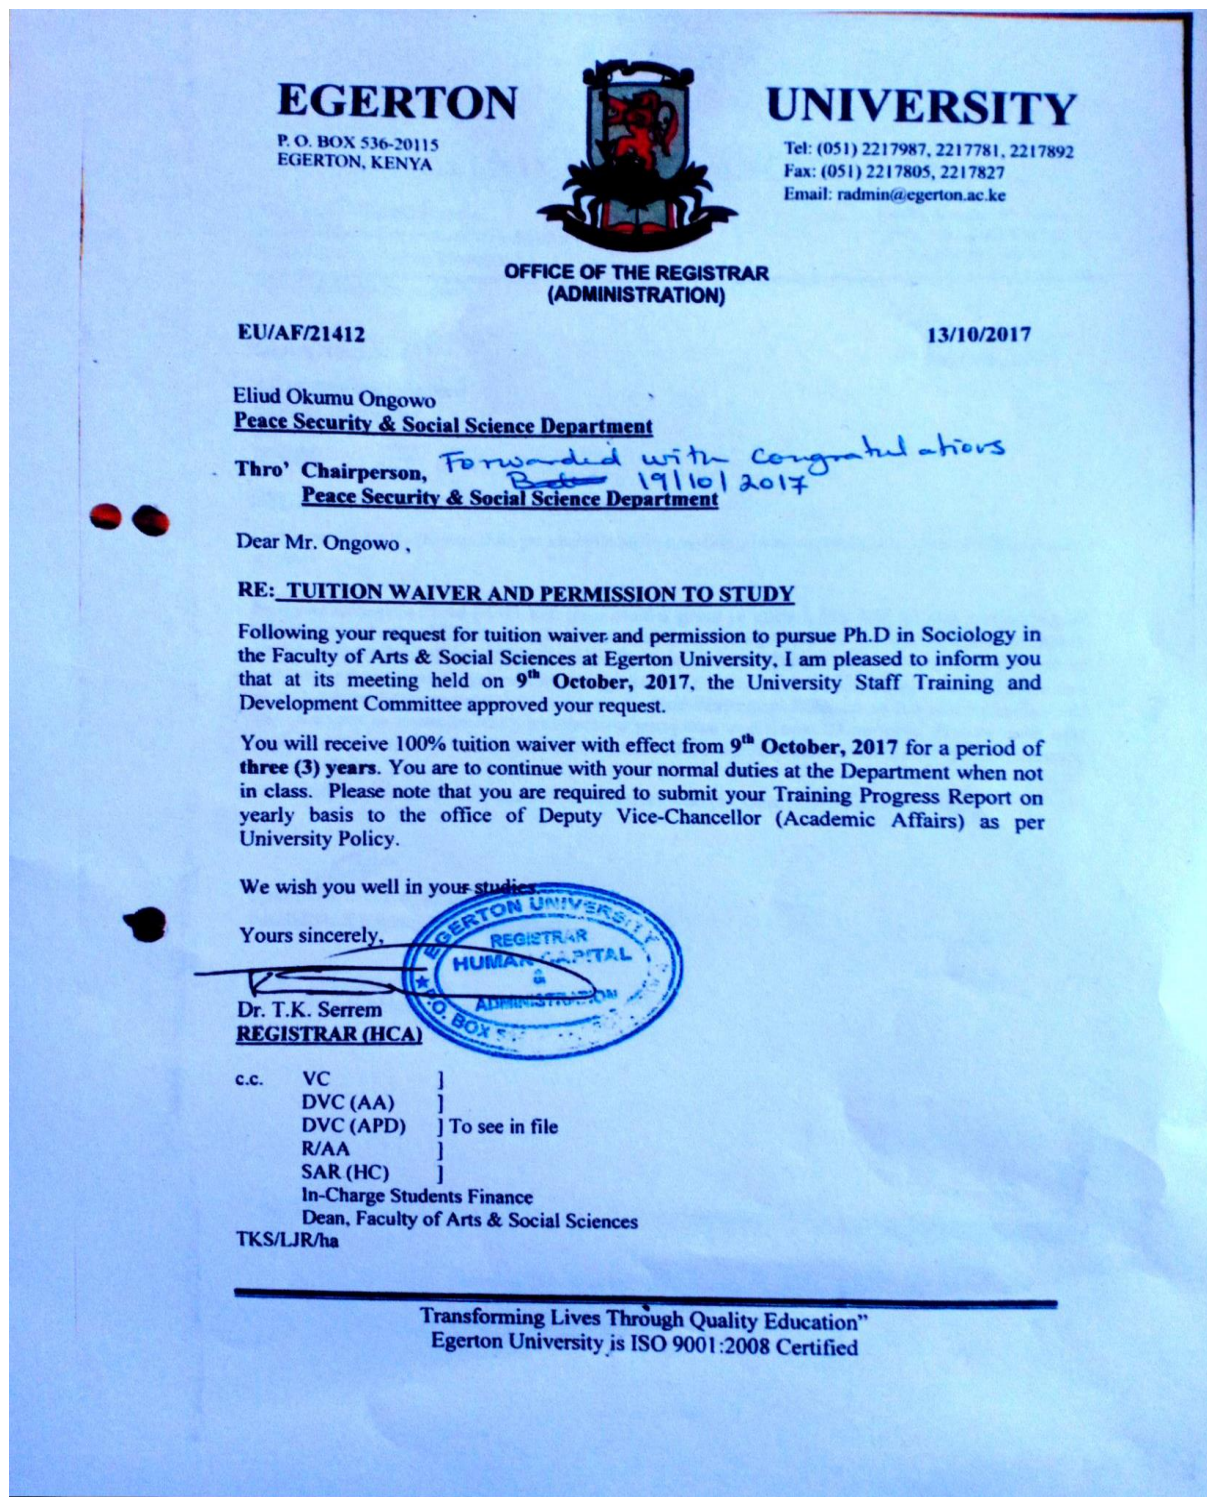 EGERTON UNIVERSITY
P. O. BOX 536-20115
EGERTON, KENYA
Tel: (051) 2217987, 2217781, 2217892
Fax: (051) 2217805, 2217827
Email: radmin@egerton.ac.ke
OFFICE OF THE REGISTRAR
(ADMINISTRATION)
EU/AF/21412 13/10/2017
Eliud Okumu Ongowo
Peace Security & Social Science Department
Forwarded with congratulations
Thro' Chairperson,
19/10/2017
Peace Security & Social Science Department
Dear Mr. Ongowo ,
RE: TUITION WAIVER AND PERMISSION TO STUDY
Following your request for tuition waiver and permission to pursue Ph.D in Sociology in
the Faculty of Arts & Social Sciences at Egerton University, I am pleased to inform you
that at its meeting held on 9th October, 2017, the University Staff Training and
Development Committee approved your request.
You will receive 100% tuition waiver with effect from 9th October, 2017 for a period of
three (3) years. You are to continue with your normal duties at the Department when not
in class. Please note that you are required to submit your Training Progress Report on
yearly basis to the office of Deputy Vice-Chancellor (Academic Affairs) as per
University Policy.
We wish you well in your studies.
Yours sincerely,
EGERTON UNIVERSITY
REGISTRAR
HUMAN CAPITAL
&
ADMINISTRATION
P.O. BOX
Dr. T.K. Serrem
REGISTRAR (HCA)
c.c. VC ]
DVC (AA) ]
DVC (APD) ] To see in file
R/AA ]
SAR (HC) ]
In-Charge Students Finance
Dean, Faculty of Arts & Social Sciences
TKS/LJR/ha
Transforming Lives Through Quality Education”
Egerton University is ISO 9001:2008 Certified